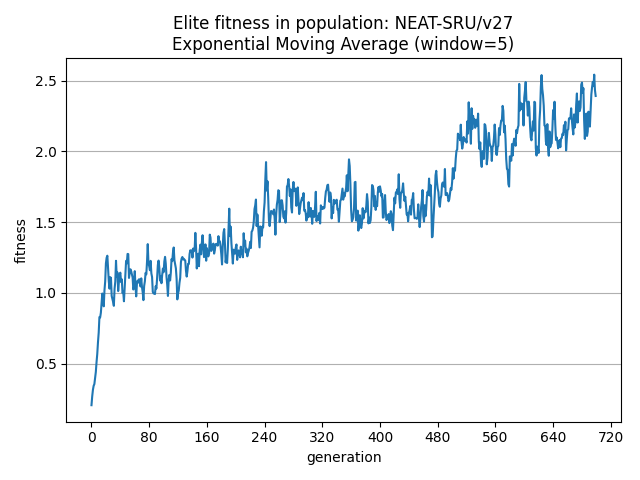 Elite fitness in population: NEAT-SRU/v27
Exponential Moving Average (window=5)
fitness
2.5
2.0
1.5
1.0
0.5
0 80 160 240 320 400 480 560 640 720
generation